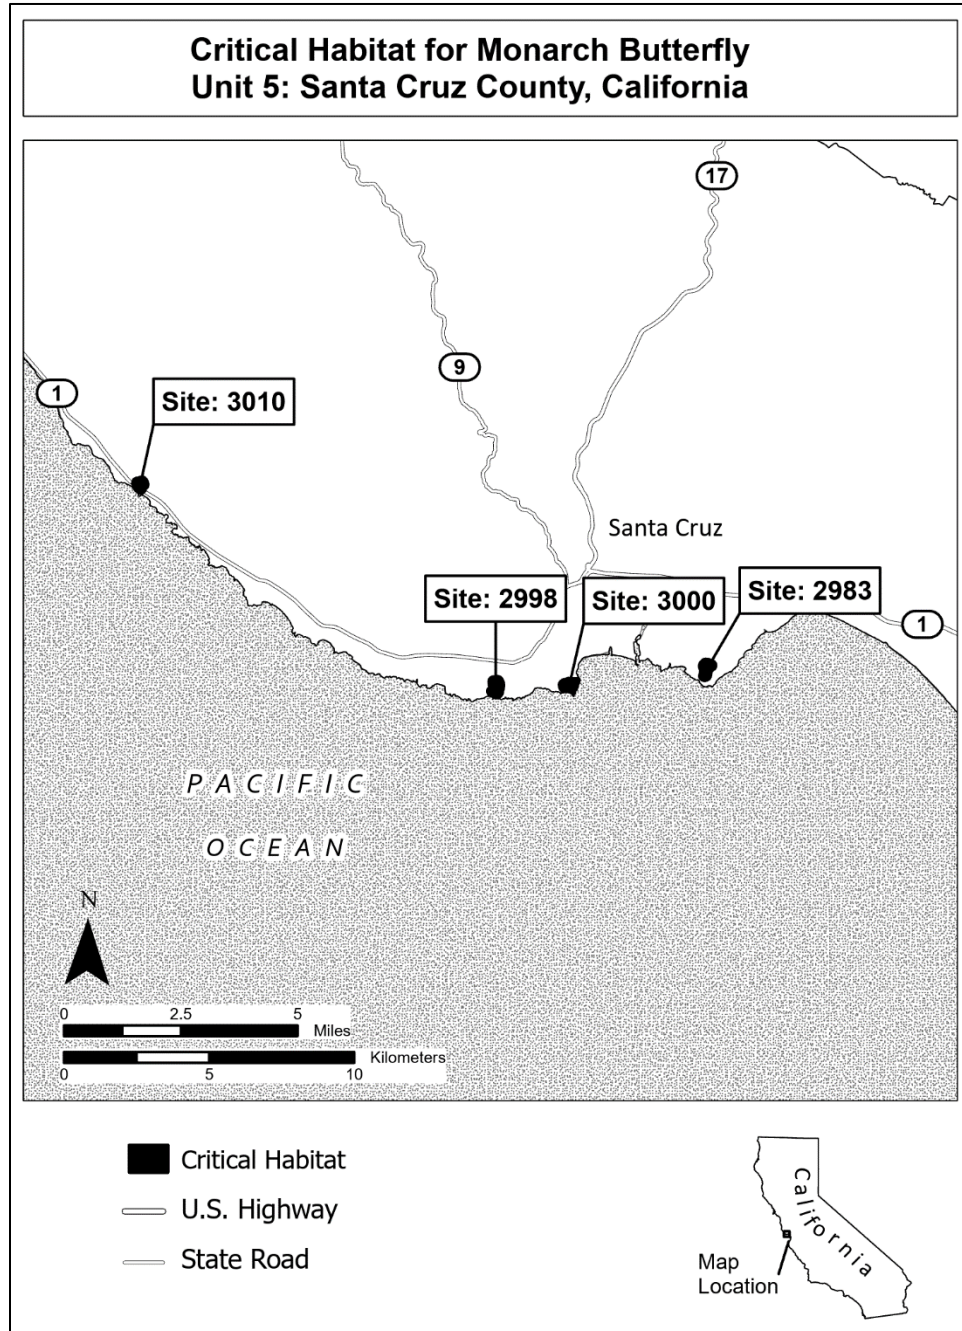 Critical Habitat for Monarch Butterfly
Unit 5: Santa Cruz County, California
17
9
1
Site: 3010
Santa Cruz
Site: 2998
Site: 3000
Site: 2983
1
PACIFIC
OCEAN
N
0 2.5 5
Miles
Kilometers
0 5 10
Critical Habitat
U.S. Highway
State Road
California
Map
Location